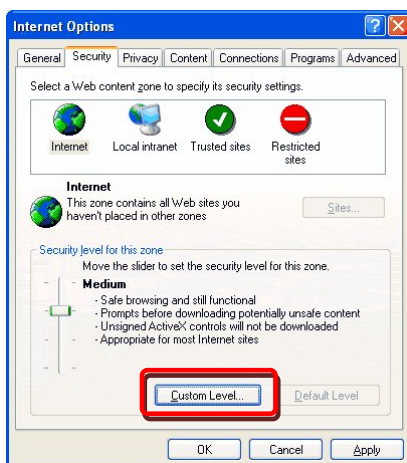 Internet Options
General Security Privacy Content Connections Programs Advanced
Select a Web content zone to specify its security settings.
Internet Local intranet Trusted sites Restricted sites
Internet
This zone contains all Web sites you
haven't placed in other zones
Sites...
Security level for this zone
Move the slider to set the security level for this zone.
Medium
- Safe browsing and still functional
- Prompts before downloading potentially unsafe content
- Unsigned ActiveX controls will not be downloaded
- Appropriate for most Internet sites
Custom Level... Default Level
OK Cancel Apply